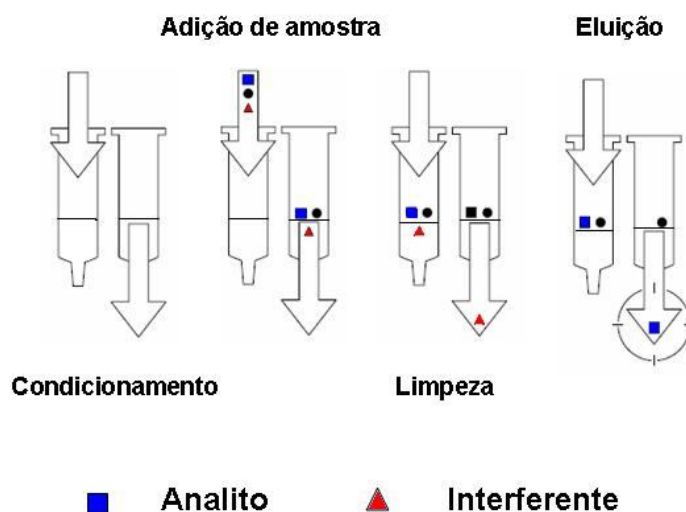 Adição de amostra
Eluição
Condicionamento
Limpeza
Analito
Interferente